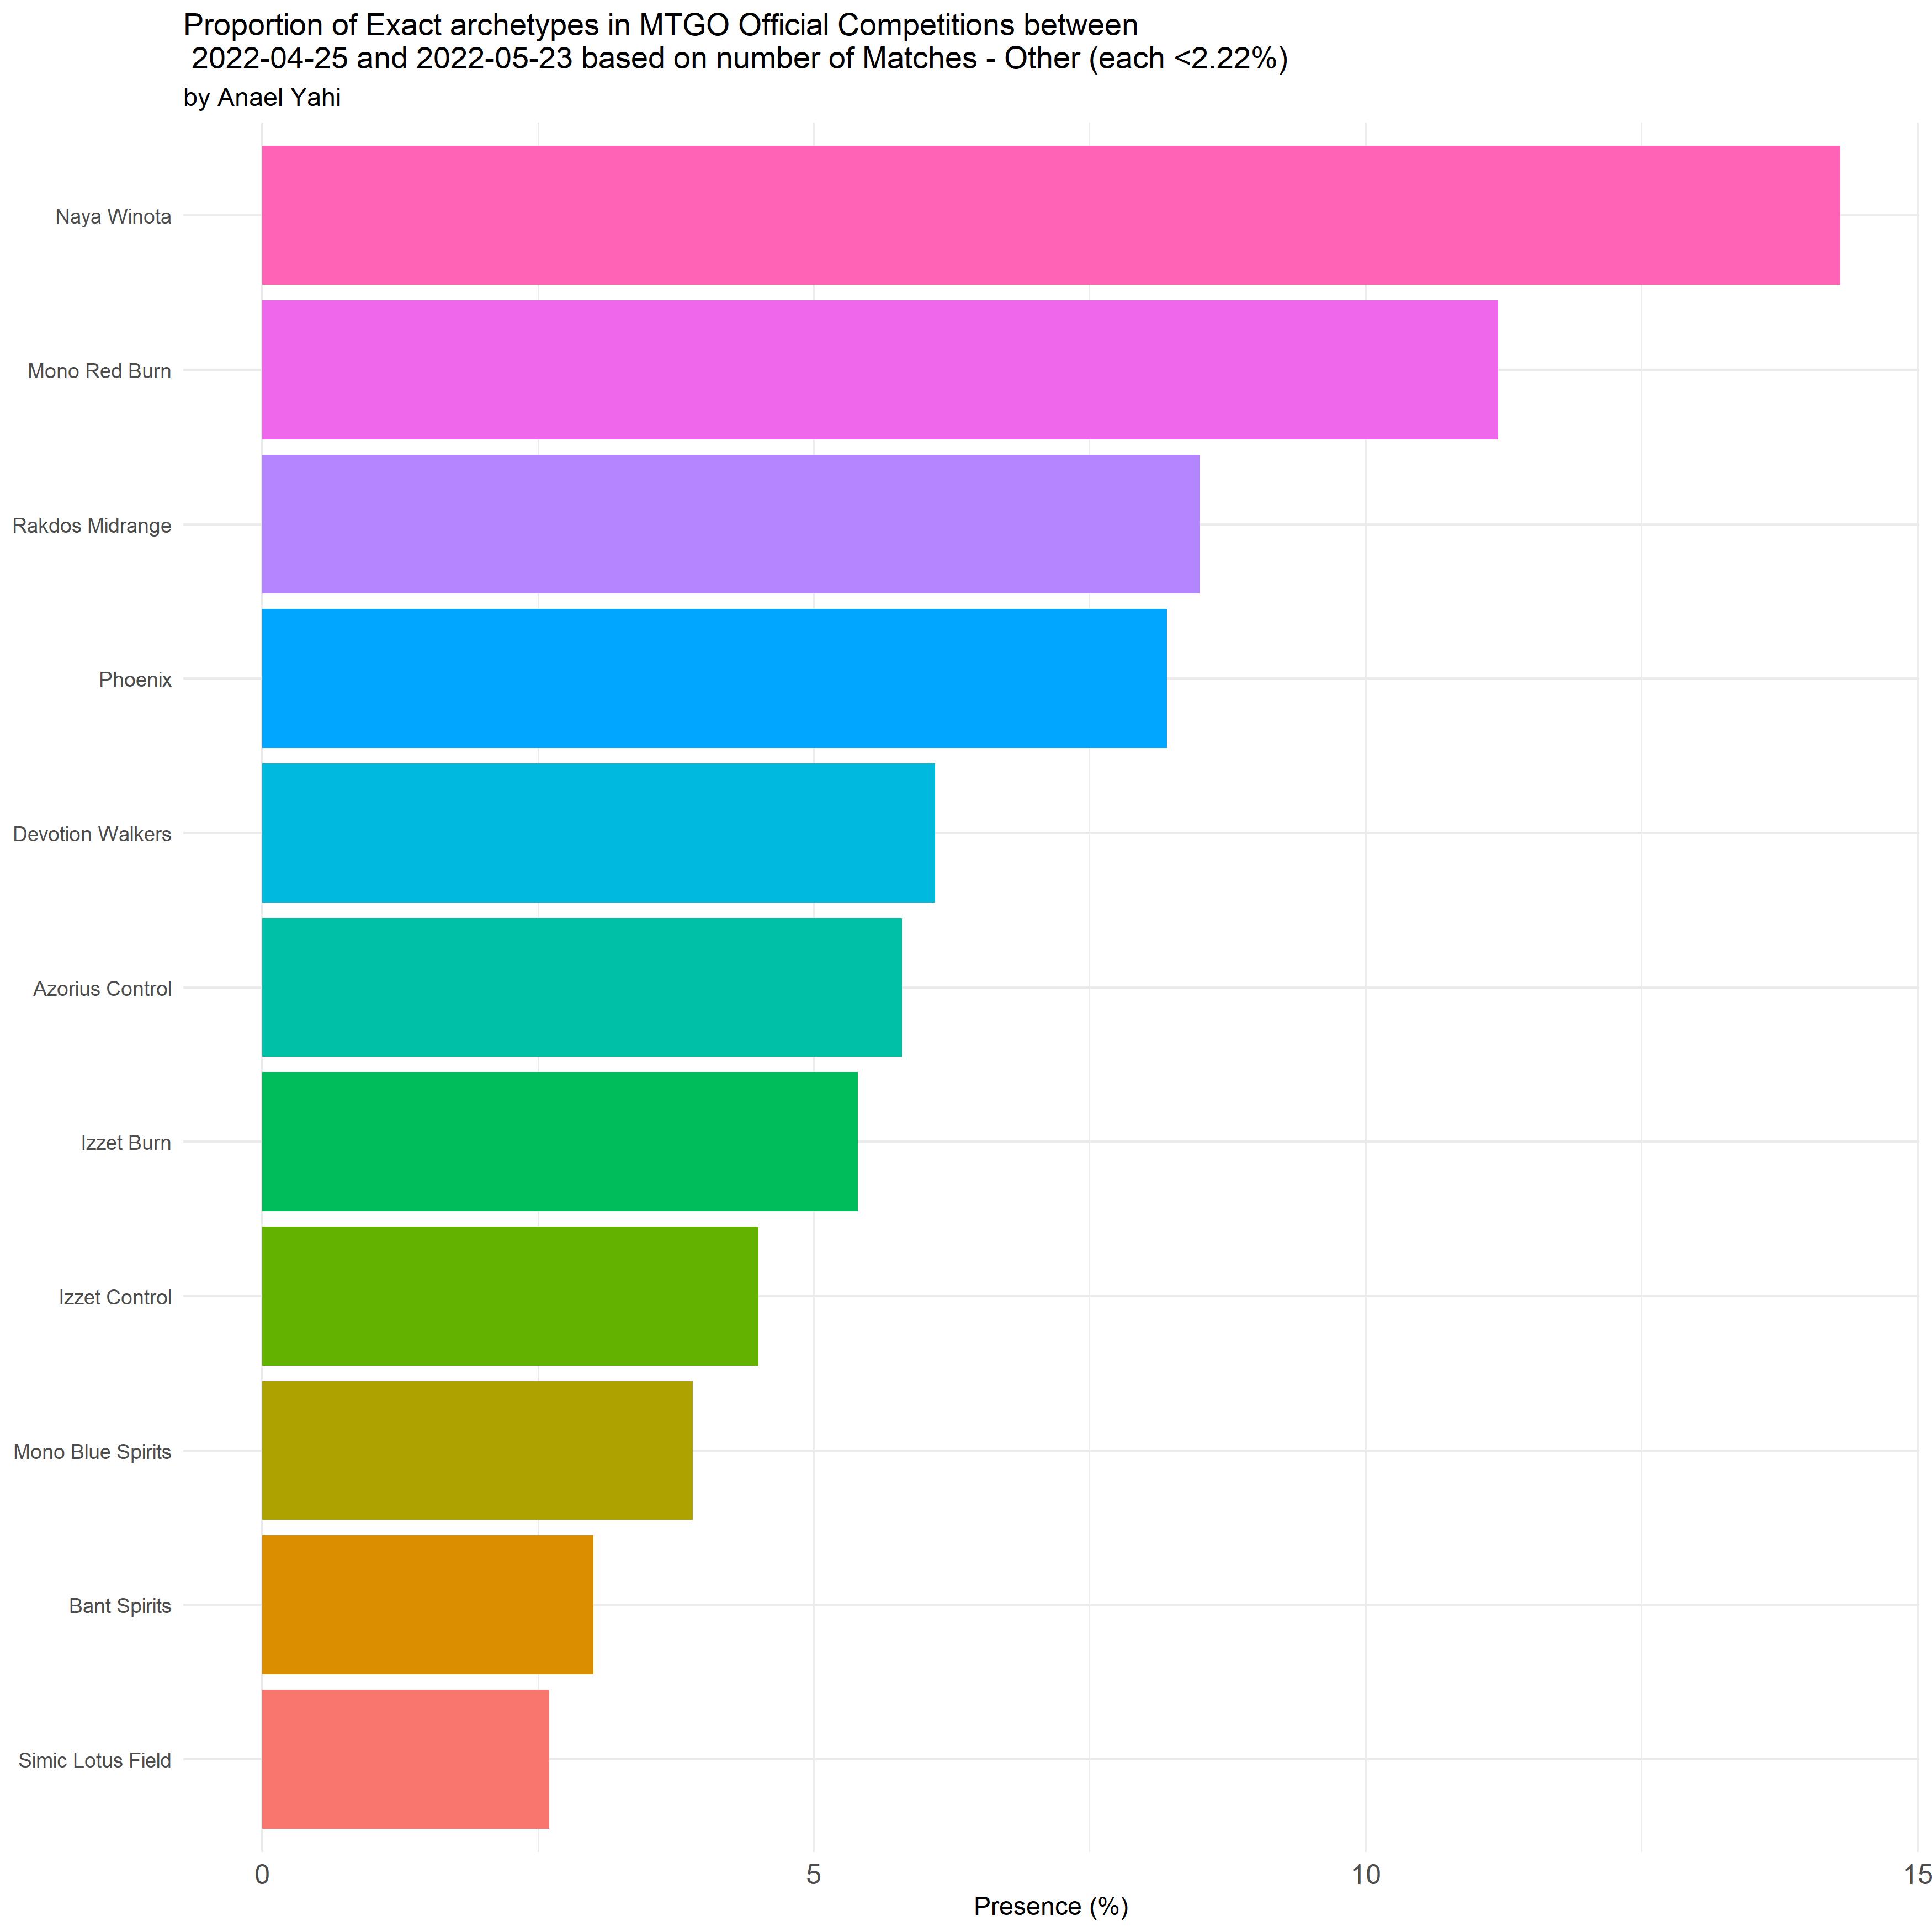 Proportion of Exact archetypes in MTGO Official Competitions between
2022-04-25 and 2022-05-23 based on number of Matches - Other (each <2.22%)
by Anael Yahi
Naya Winota
Mono Red Burn
Rakdos Midrange
Phoenix
Devotion Walkers
Azorius Control
Izzet Burn
Izzet Control
Mono Blue Spirits
Bant Spirits
Simic Lotus Field
0 5 10 15
Presence (%)